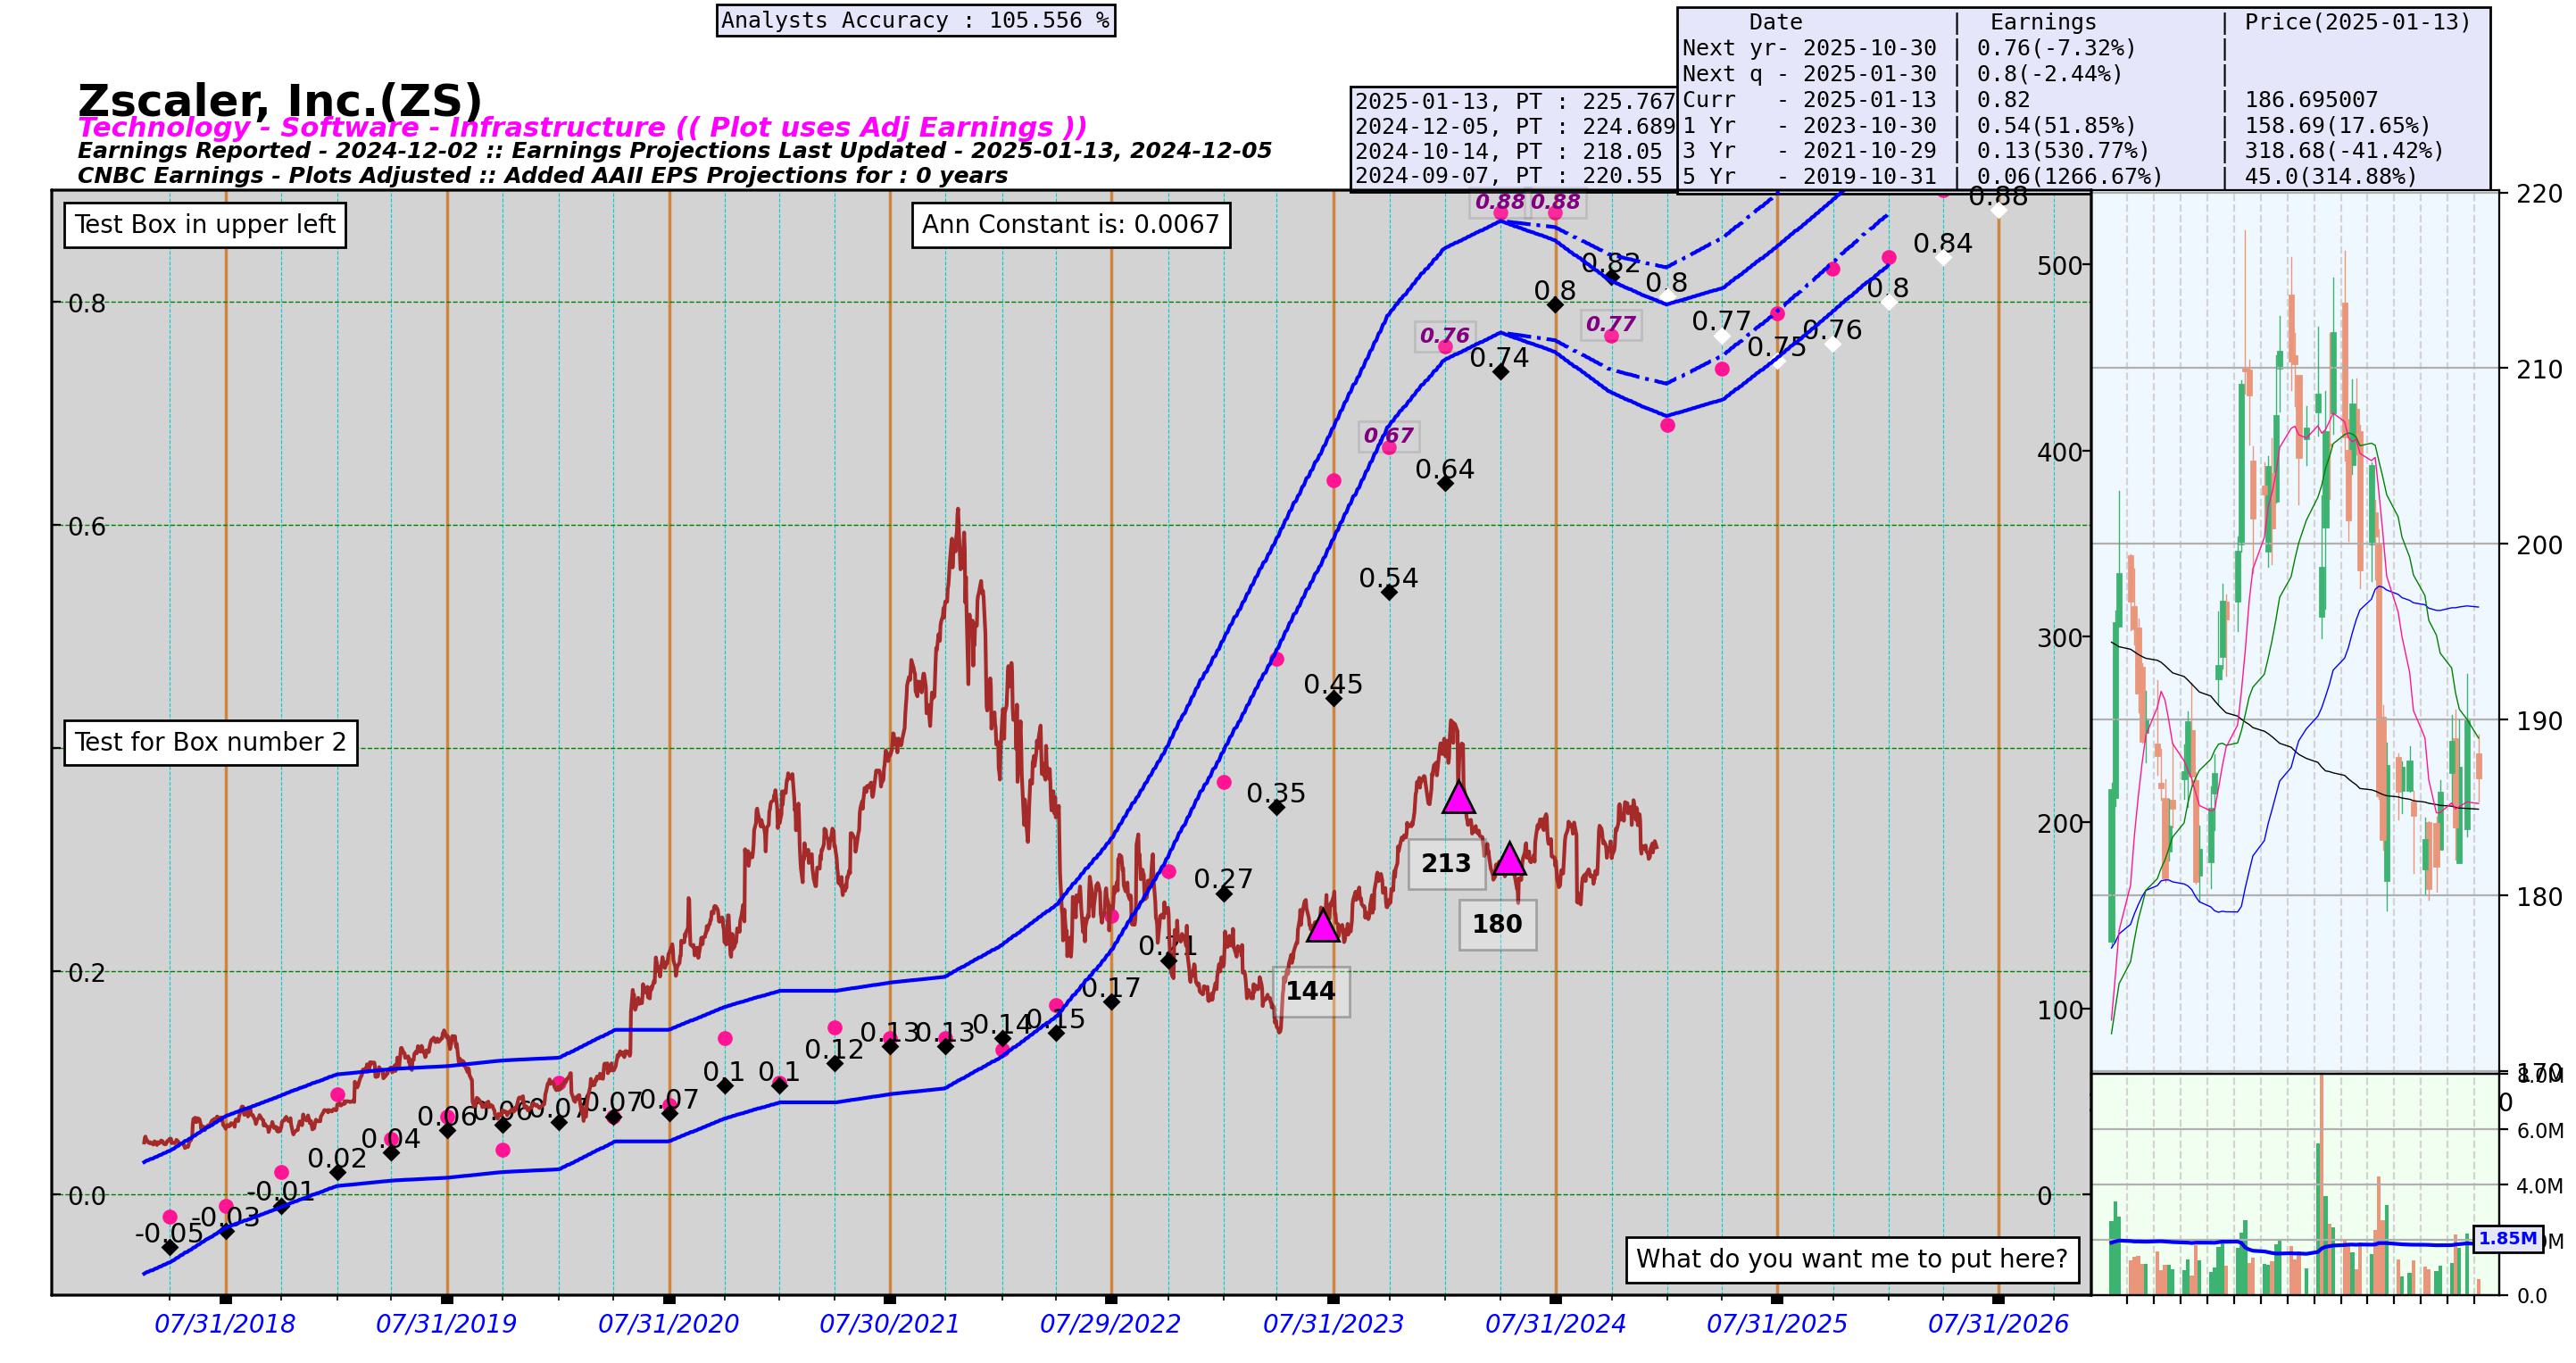 Analysts Accuracy : 105.556 %
Date | Earnings | Price(2025-01-13)
Next yr- 2025-10-30 | 0.76(-7.32%) |
Next q - 2025-01-30 | 0.8(-2.44%) |
Curr - 2025-01-13 | 0.82 | 186.695007
1 Yr - 2023-10-30 | 0.54(51.85%) | 158.69(17.65%)
3 Yr - 2021-10-29 | 0.13(530.77%) | 318.68(-41.42%)
5 Yr - 2019-10-31 | 0.06(1266.67%) | 45.0(314.88%)
Zscaler, Inc.(ZS)
Technology - Software - Infrastructure (( Plot uses Adj Earnings ))
Earnings Reported - 2024-12-02 :: Earnings Projections Last Updated - 2025-01-13, 2024-12-05
CNBC Earnings - Plots Adjusted :: Added AAII EPS Projections for : 0 years
2025-01-13, PT : 225.767
2024-12-05, PT : 224.689
2024-10-14, PT : 218.05
2024-09-07, PT : 220.55
Test Box in upper left
Ann Constant is: 0.0067
Test for Box number 2
What do you want me to put here?
0.8
0.6
0.2
0.0
-0.05
-0.03
-0.01
0.02
0.04
0.06
0.06
0.07
0.07
0.07
0.1
0.1
0.12
0.13
0.13
0.14
0.15
0.17
0.21
0.27
0.35
0.45
0.54
0.64
0.74
0.8
0.82
0.8
0.77
0.75
0.76
0.8
0.84
0.88
0.67
0.76
0.88
0.88
0.77
144
213
180
500
400
300
200
100
0
220
210
200
190
180
170
8.0M
6.0M
4.0M
1.85M
0.0
07/31/2018
07/31/2019
07/31/2020
07/30/2021
07/29/2022
07/31/2023
07/31/2024
07/31/2025
07/31/2026